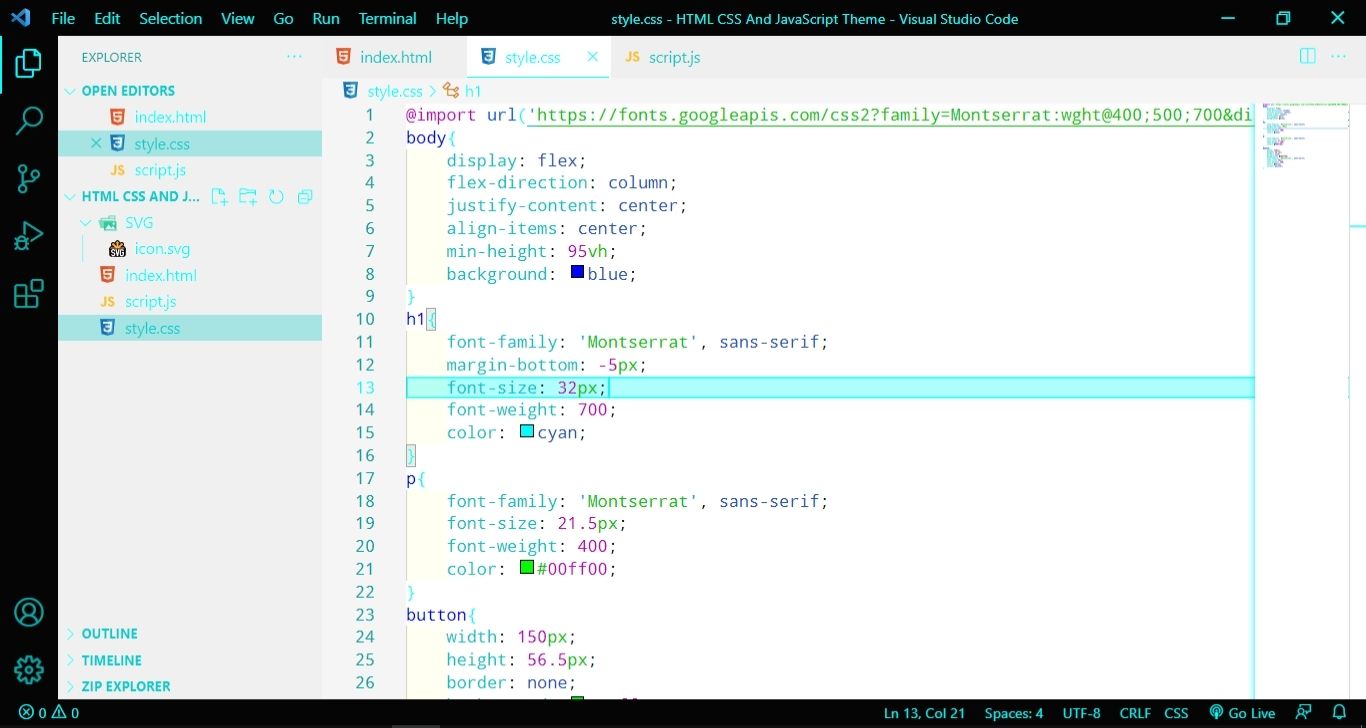 File Edit Selection View Go Run Terminal Help
style.css - HTML CSS And JavaScript Theme - Visual Studio Code
EXPLORER
OPEN EDITORS
index.html
style.css
JS script.js
HTML CSS AND J...
SVG
SVG icon.svg
index.html
JS script.js
style.css
OUTLINE
TIMELINE
ZIP EXPLORER
index.html
style.css
JS script.js
style.css > h1
1 @import url('https://fonts.googleapis.com/css2?family=Montserrat:wght@400;500;700&di
2 body{
3 display: flex;
4 flex-direction: column;
5 justify-content: center;
6 align-items: center;
7 min-height: 95vh;
8 background: blue;
9 }
10 h1{
11 font-family: 'Montserrat', sans-serif;
12 margin-bottom: -5px;
13 font-size: 32px;
14 font-weight: 700;
15 color: cyan;
16 }
17 p{
18 font-family: 'Montserrat', sans-serif;
19 font-size: 21.5px;
20 font-weight: 400;
21 color: #00ff00;
22 }
23 button{
24 width: 150px;
25 height: 56.5px;
26 border: none;
0 0
Ln 13, Col 21 Spaces: 4 UTF-8 CRLF CSS Go Live